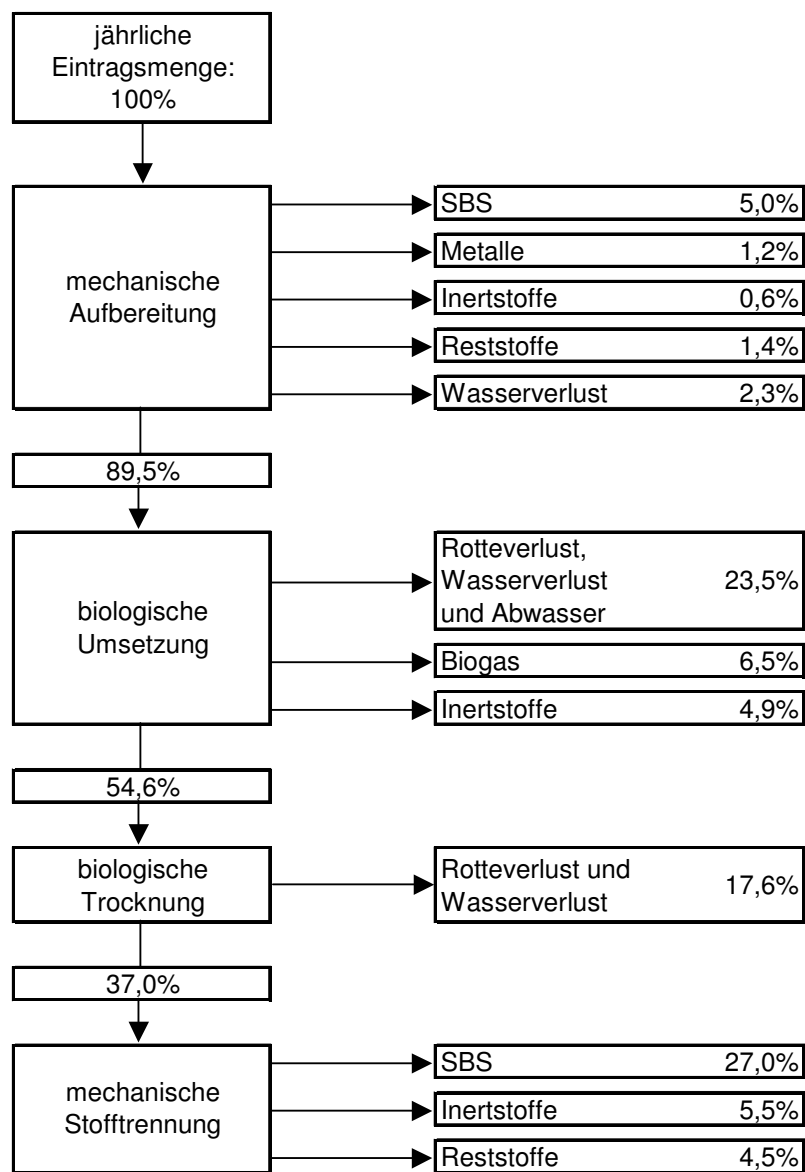 jährliche
Eintragsmenge:
100%
mechanische
Aufbereitung
SBS 5,0%
Metalle 1,2%
Inertstoffe 0,6%
Reststoffe 1,4%
Wasserverlust 2,3%
89,5%
biologische
Umsetzung
Rotteverlust,
Wasserverlust 23,5%
und Abwasser
Biogas 6,5%
Inertstoffe 4,9%
54,6%
biologische
Trocknung
Rotteverlust und
Wasserverlust 17,6%
37,0%
mechanische
Stofftrennung
SBS 27,0%
Inertstoffe 5,5%
Reststoffe 4,5%